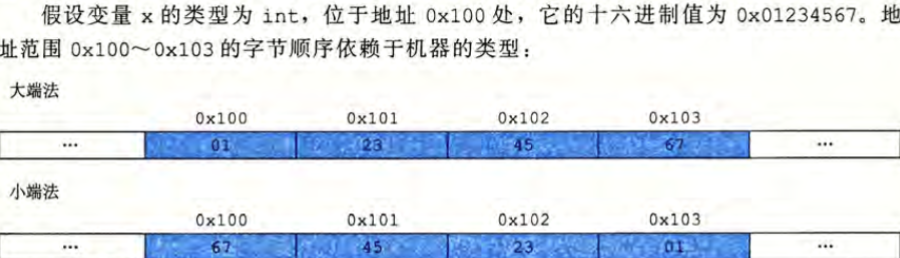 假设变量 x 的类型为 int，位于地址 0x100 处，它的十六进制值为 0x01234567。地
址范围 0x100～0x103 的字节顺序依赖于机器的类型：
大端法
0x100 0x101 0x102 0x103
… 01 23 45 67 …
小端法
0x100 0x101 0x102 0x103
… 67 45 23 01 …